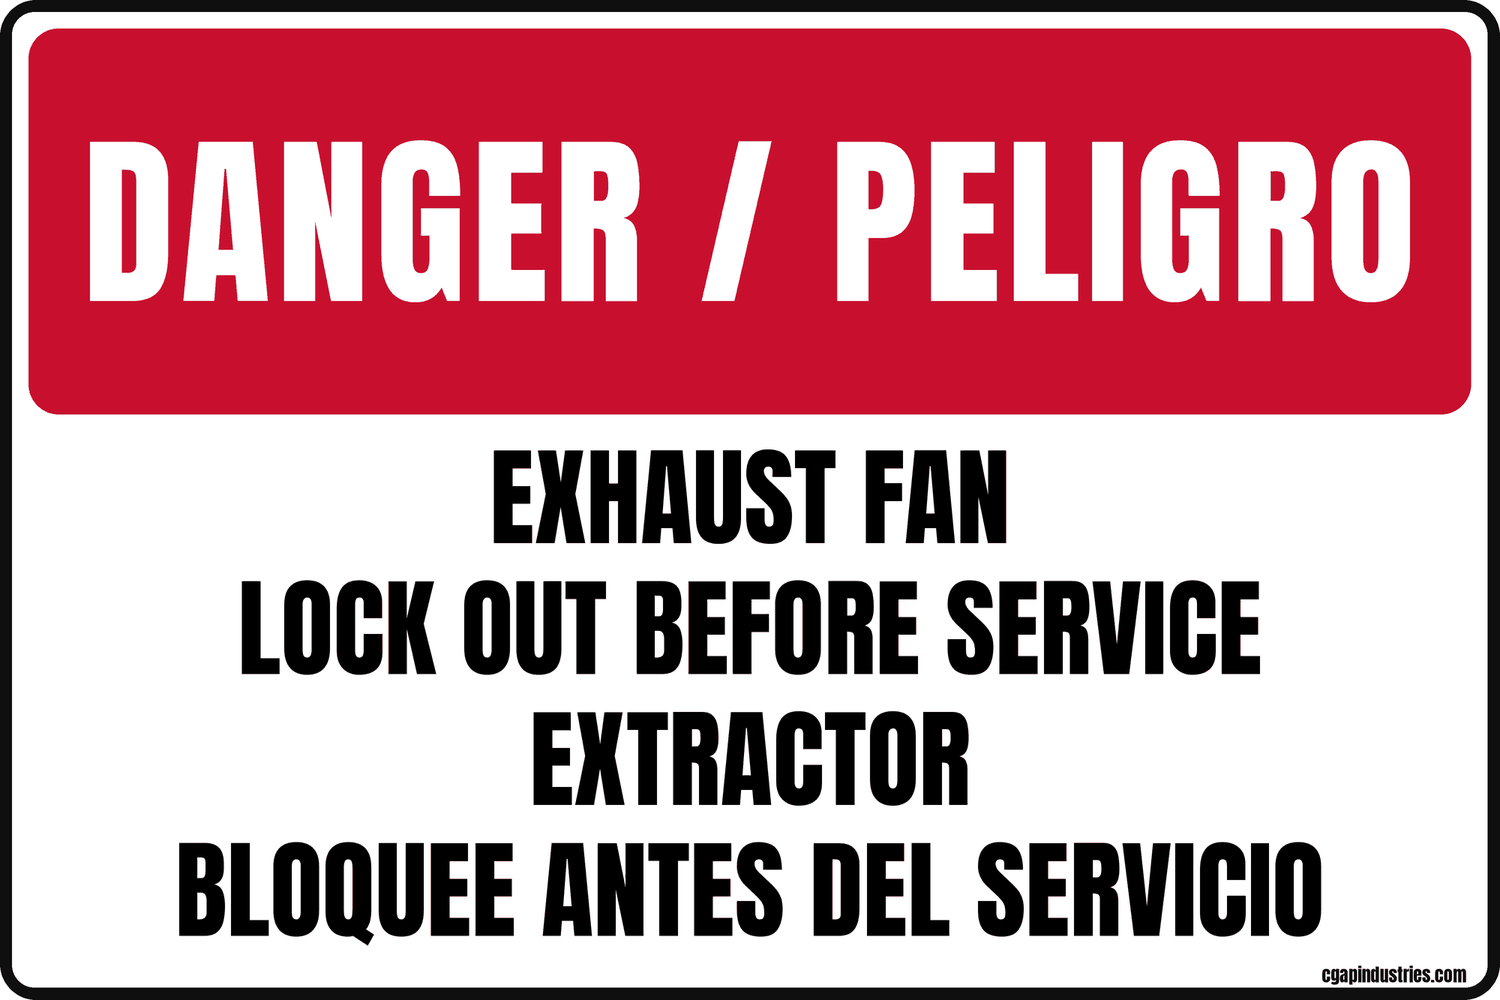 DANGER / PELIGRO
EXHAUST FAN
LOCK OUT BEFORE SERVICE
EXTRACTOR
BLOQUEE ANTES DEL SERVICIO
cgapindustries.com